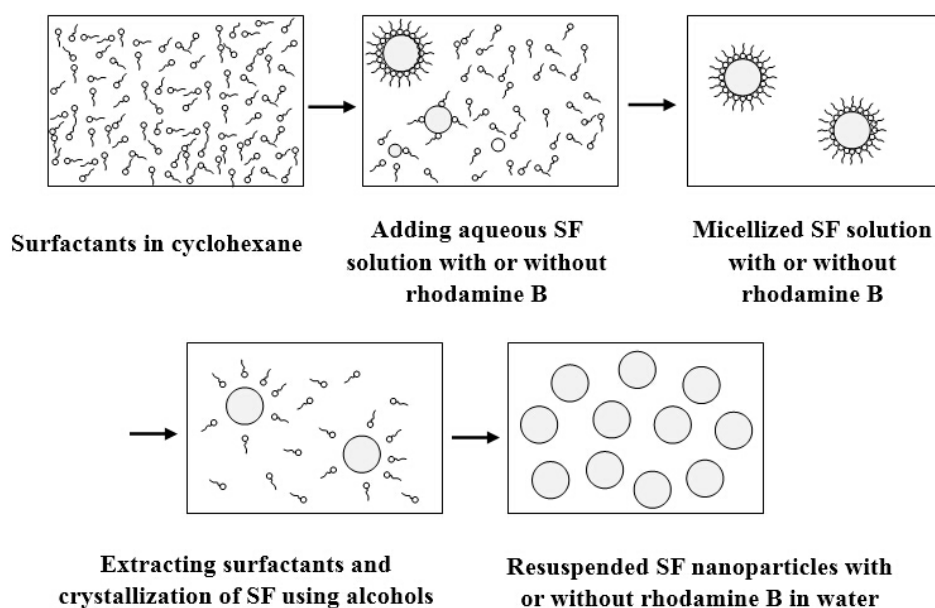 Surfactants in cyclohexane
Adding aqueous SF
solution with or without
rhodamine B
Micellized SF solution
with or without
rhodamine B
Extracting surfactants and
crystallization of SF using alcohols
Resuspended SF nanoparticles with
or without rhodamine B in water